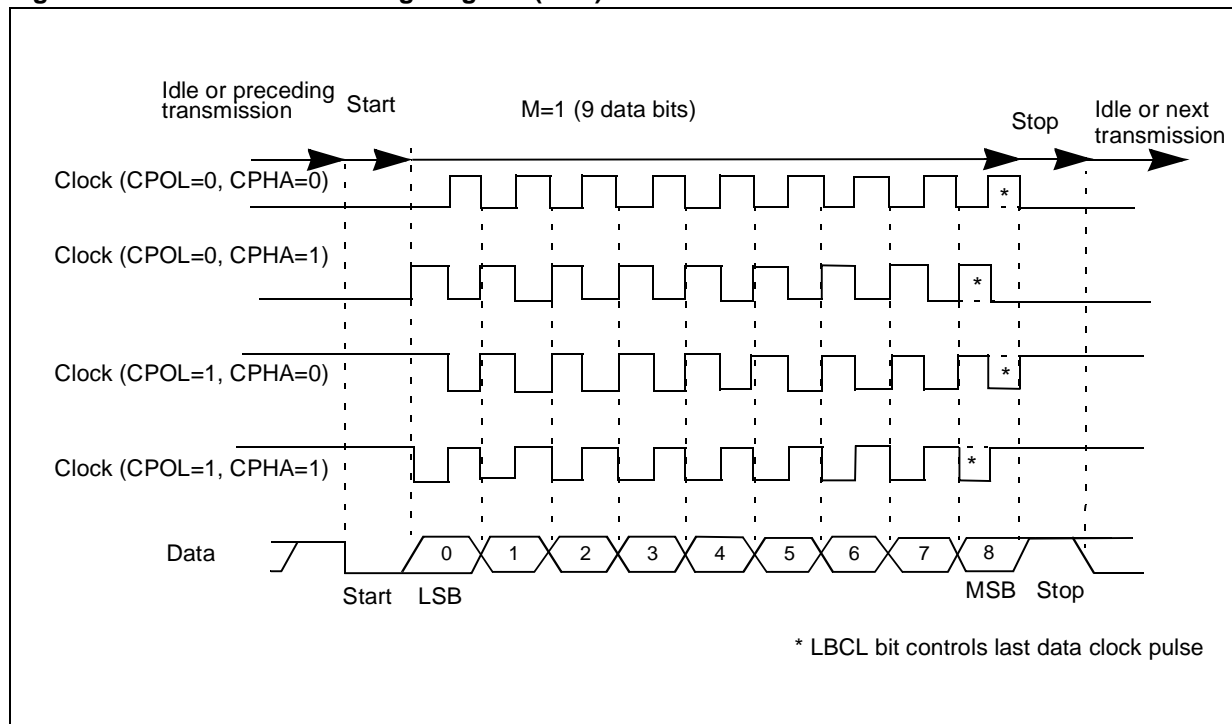 Idle or preceding
transmission
Start
M=1 (9 data bits)
Stop
Idle or next
transmission
Clock (CPOL=0, CPHA=0)
*
Clock (CPOL=0, CPHA=1)
*
Clock (CPOL=1, CPHA=0)
*
Clock (CPOL=1, CPHA=1)
*
Data
0 1 2 3 4 5 6 7 8
Start LSB MSB Stop
* LBCL bit controls last data clock pulse